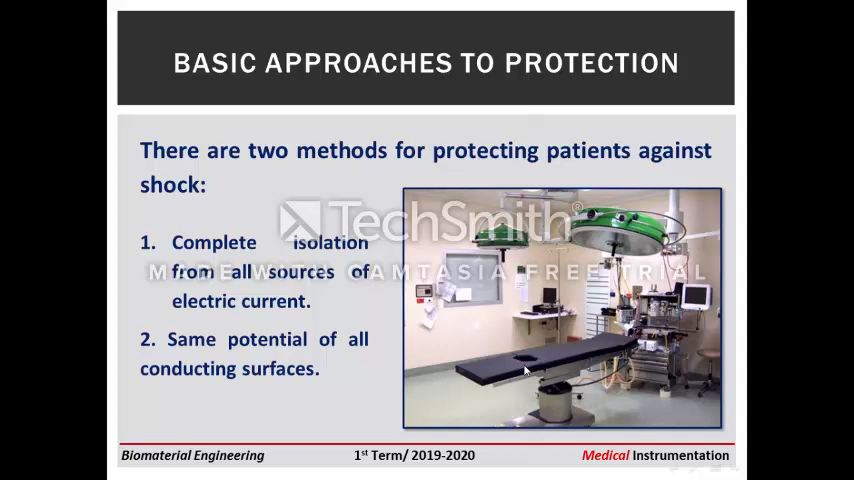 BASIC APPROACHES TO PROTECTION
There are two methods for protecting patients against
shock:
TechSmith®
MADE WITH CAMTASIA FREE TRIAL
1. Complete isolation
from all sources of
electric current.
2. Same potential of all
conducting surfaces.
Biomaterial Engineering
1st Term/ 2019-2020
Medical Instrumentation